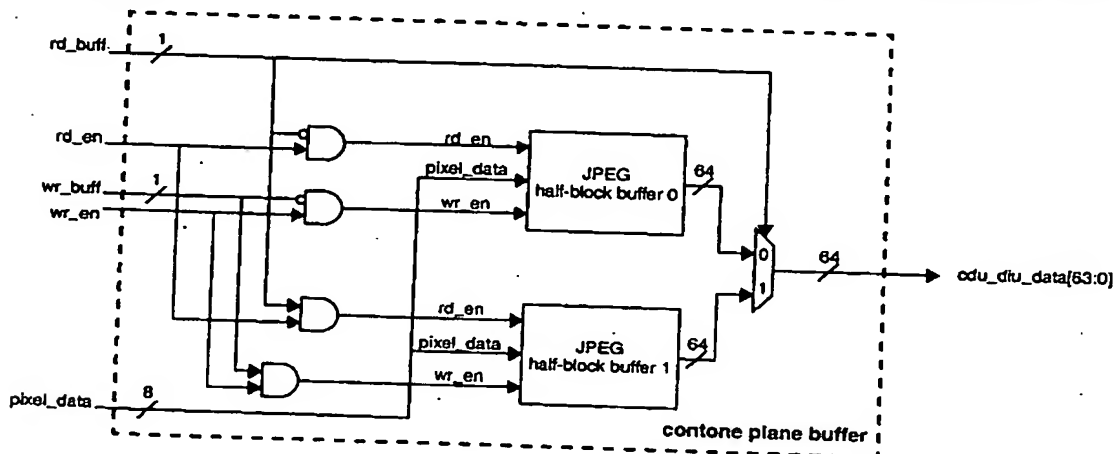 rd_buff
1
rd_en
rd_en
pixel_data
JPEG
half-block buffer 0
64
wr_buff
1
wr_en
wr_en
0
1
64
cdu_diu_data[63:0]
rd_en
pixel_data
JPEG
half-block buffer 1
64
wr_en
pixel_data
8
contone plane buffer